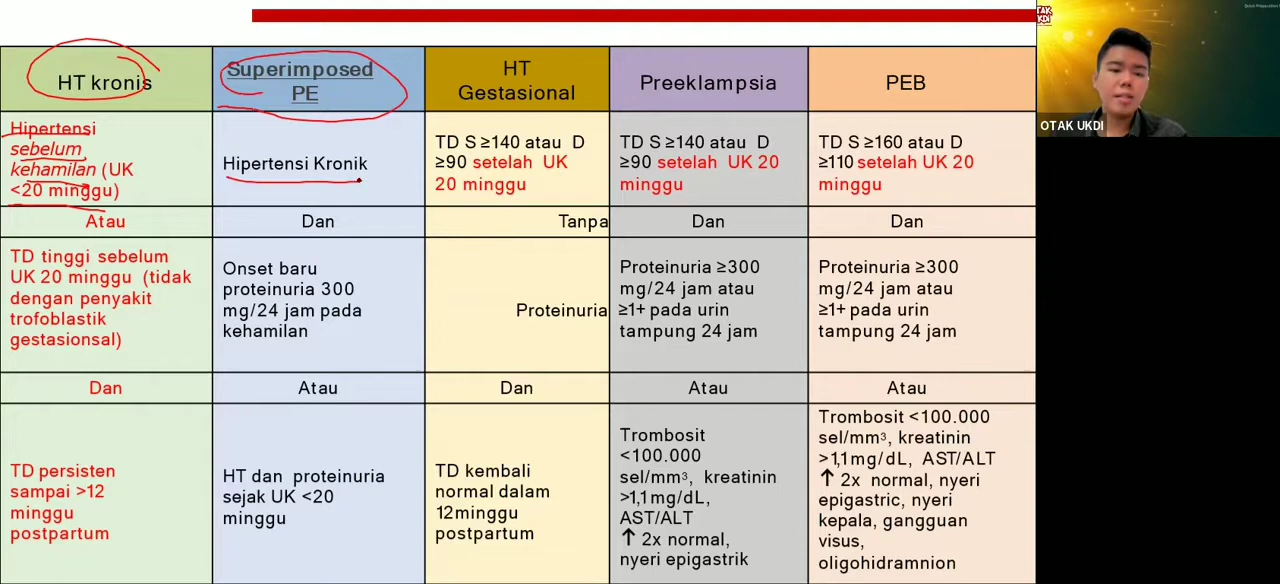 OTAK
UKDI
Quick Preparation
OTAK UKDI
HT kronis
Superimposed
PE
HT
Gestasional
Preeklampsia
PEB
Hipertensi
sebelum
kehamilan (UK
<20 minggu)
Hipertensi Kronik
TD S ≥140 atau D
≥90 setelah UK
20 minggu
TD S ≥140 atau D
≥90 setelah UK 20
minggu
TD S ≥160 atau D
≥110 setelah UK 20
minggu
Atau
Dan
Tanpa
Dan
Dan
TD tinggi sebelum
UK 20 minggu (tidak
dengan penyakit
trofoblastik
gestasionsal)
Onset baru
proteinuria 300
mg/24 jam pada
kehamilan
Proteinuria
Proteinuria ≥300
mg/24 jam atau
≥1+ pada urin
tampung 24 jam
Proteinuria ≥300
mg/24 jam atau
≥1+ pada urin
tampung 24 jam
Dan
Atau
Dan
Atau
Atau
TD persisten
sampai >12
minggu
postpartum
HT dan proteinuria
sejak UK <20
minggu
TD kembali
normal dalam
12minggu
postpartum
Trombosit
<100.000
sel/mm³, kreatinin
>1,1mg/dL,
AST/ALT
↑ 2x normal,
nyeri epigastrik
Trombosit <100.000
sel/mm³, kreatinin
>1,1mg/dL, AST/ALT
↑ 2x normal, nyeri
epigastric, nyeri
kepala, gangguan
visus,
oligohidramnion